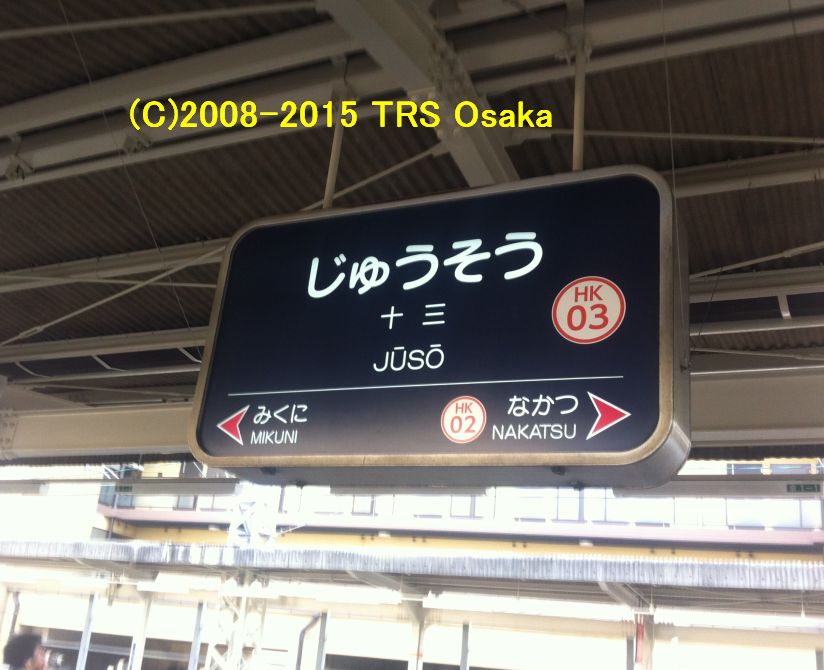 (C)2008-2015 TRS Osaka
じゅうそう
十三
JŪSŌ
HK
03
みくに
MIKUNI
HK
02
なかつ
NAKATSU